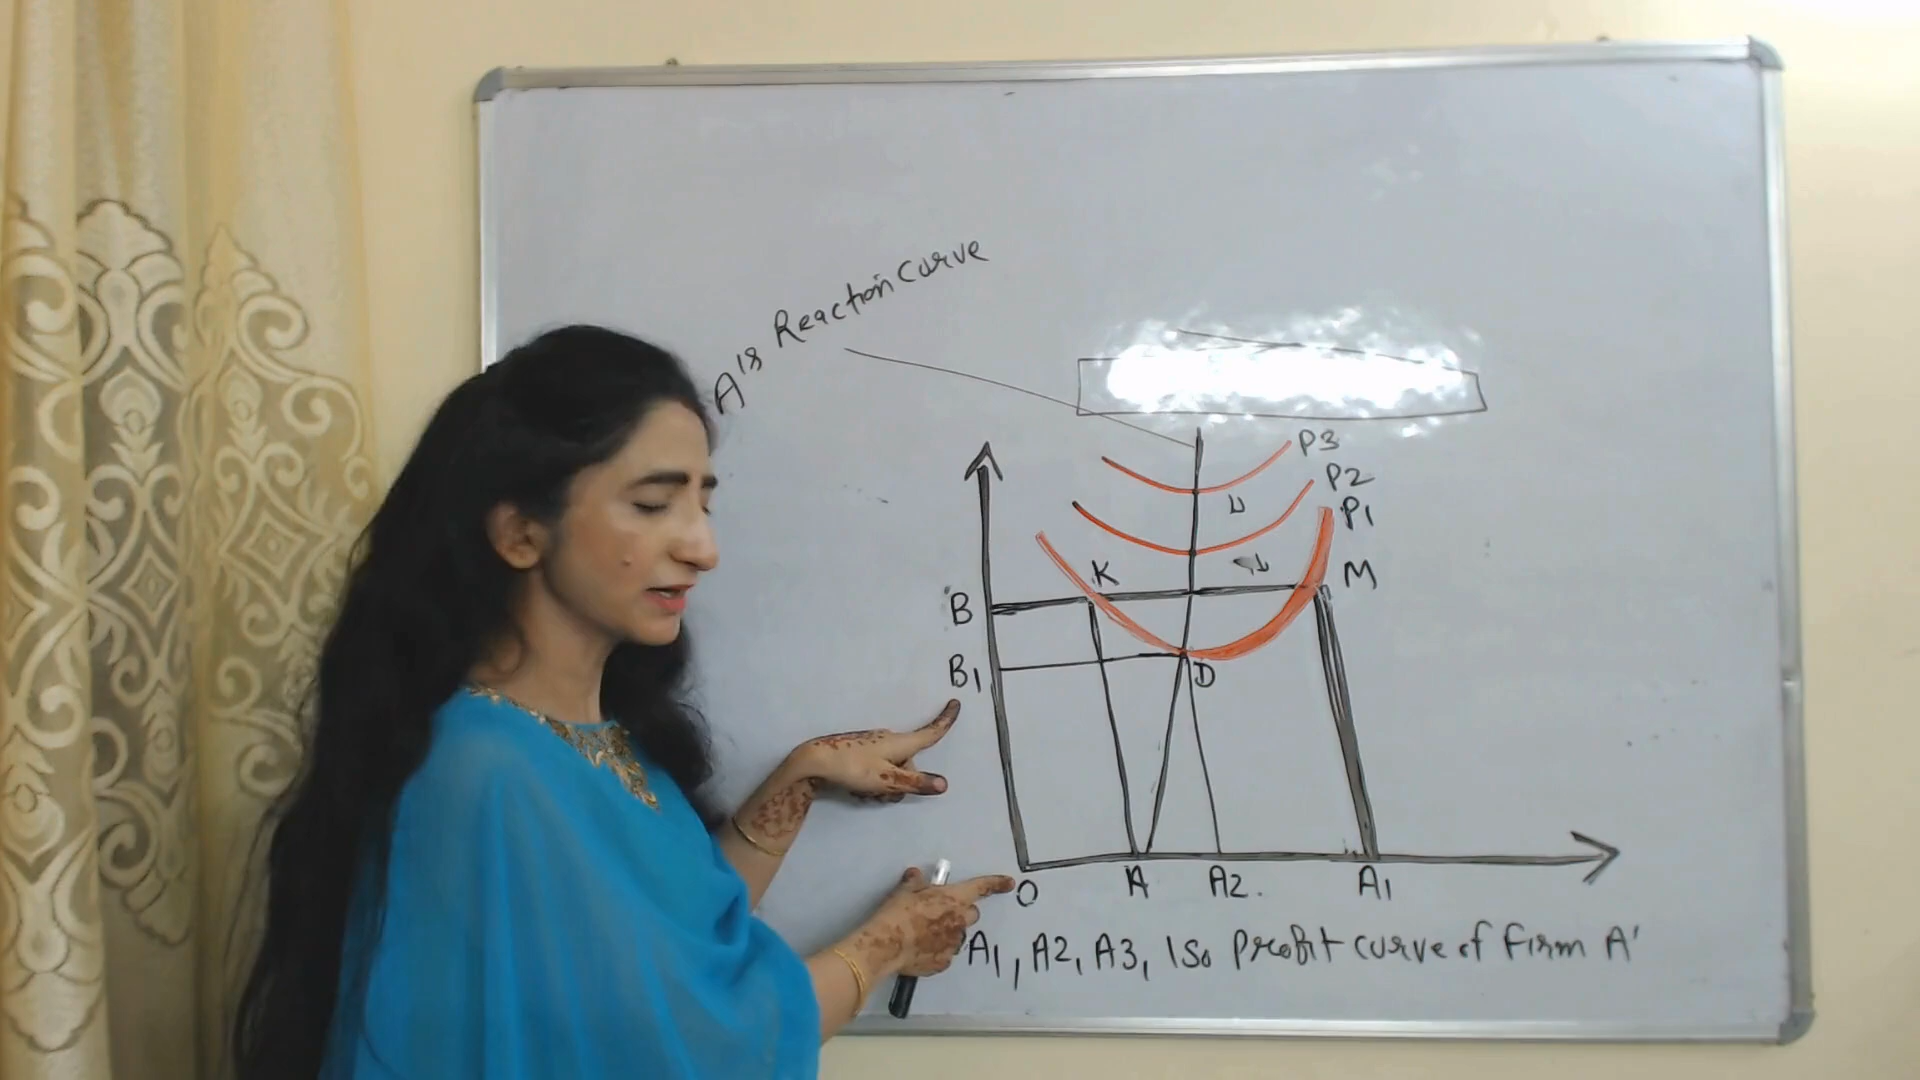 A's Reaction Curve
P3
P2
P1
K
M
B
B1
D
O
A
A2.
A1
A1, A2, A3, Iso Profit curve of Firm A'